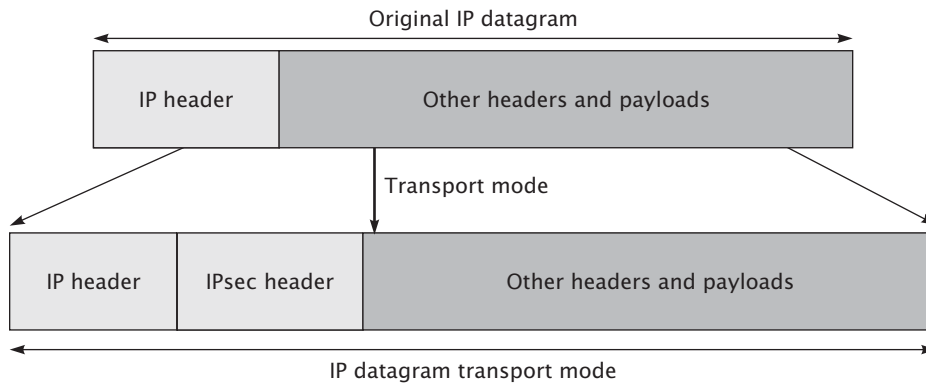 Original IP datagram
IP header
Other headers and payloads
Transport mode
IP header
IPsec header
Other headers and payloads
IP datagram transport mode